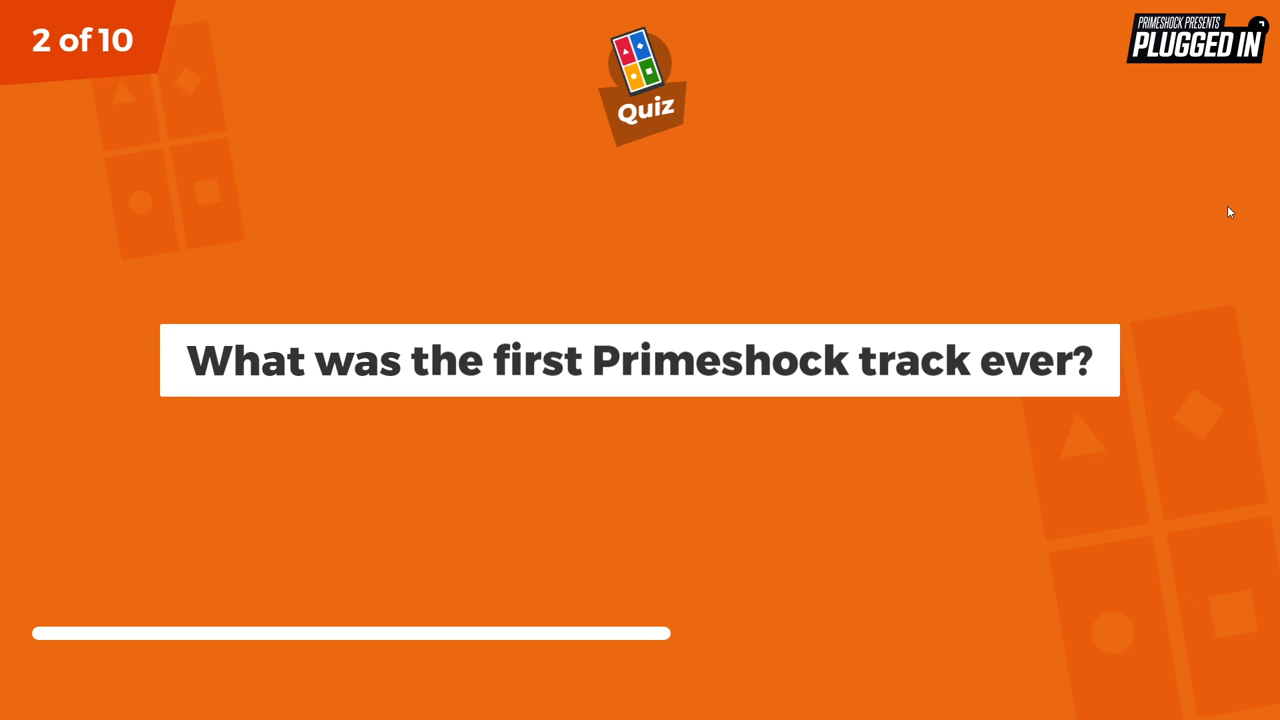 2 of 10
PRIMESHOCK PRESENTS
PLUGGED IN
Quiz
What was the first Primeshock track ever?